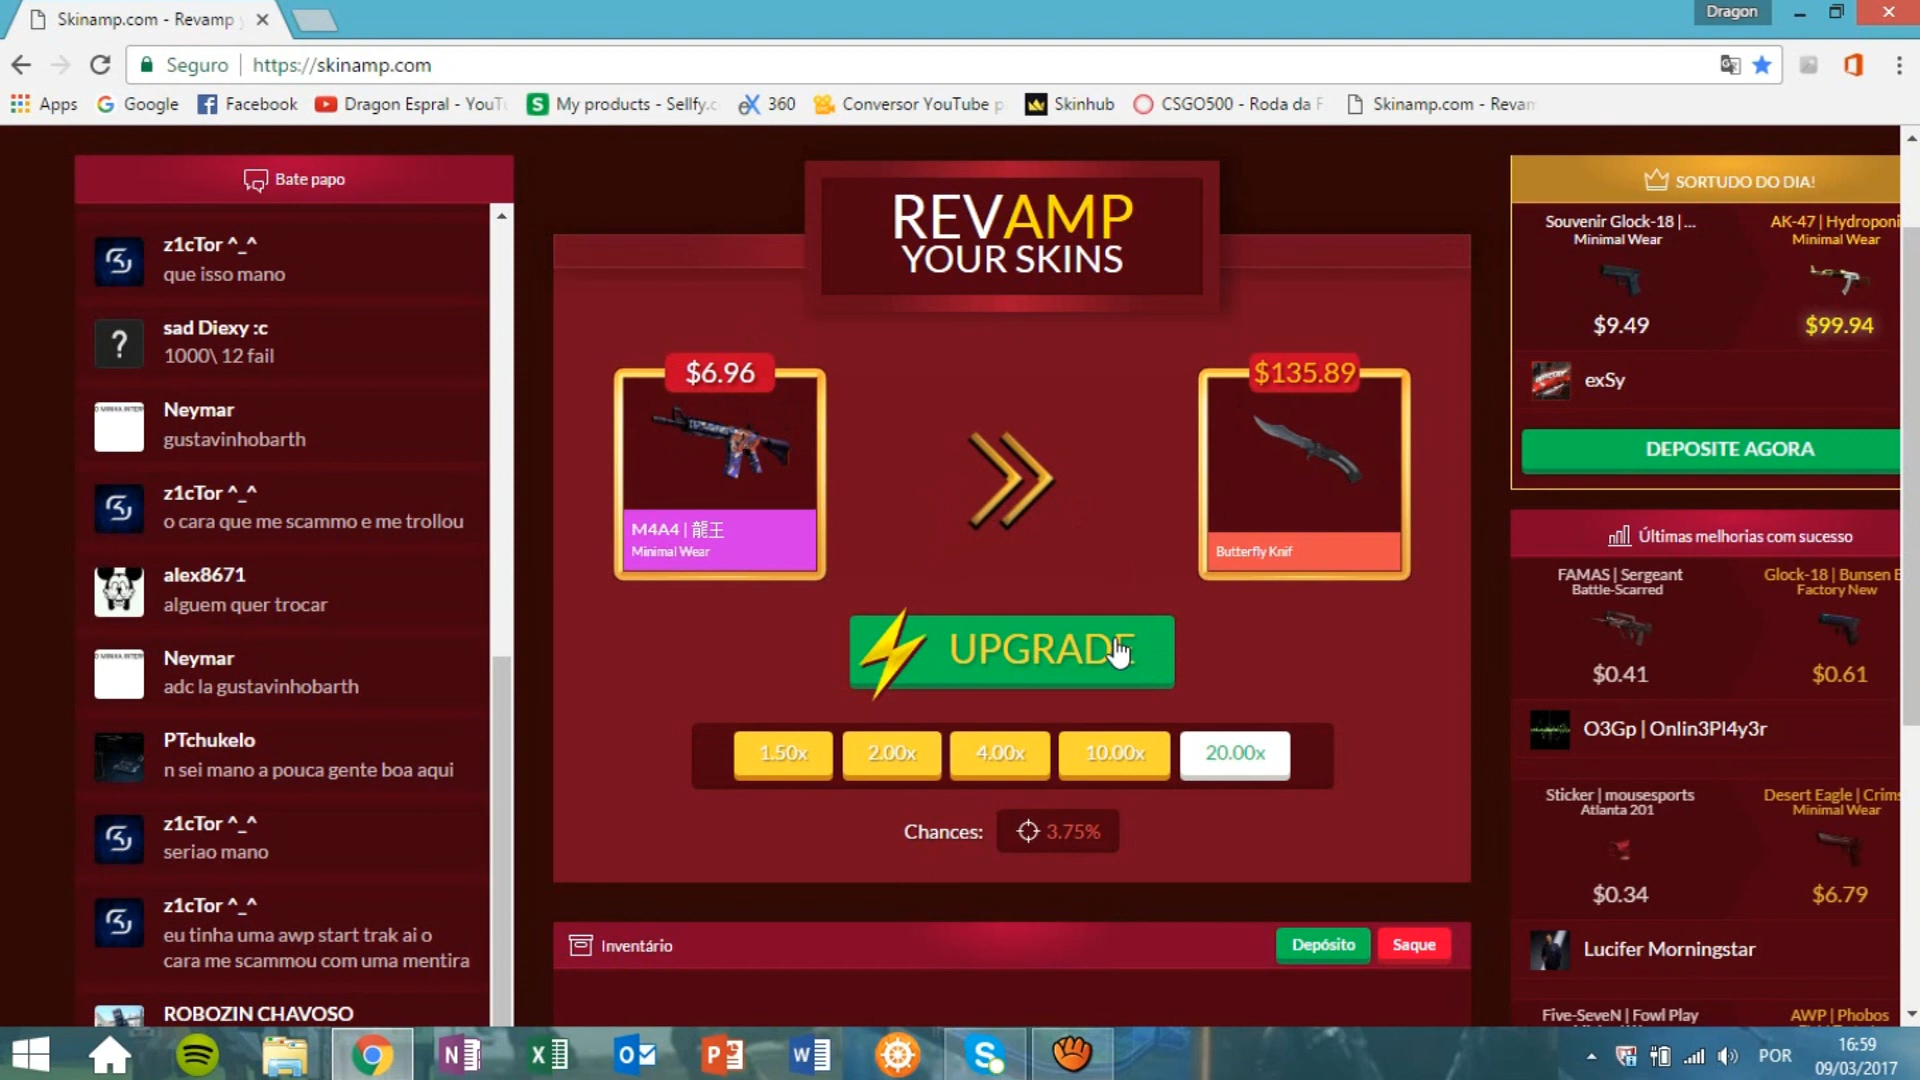 Skinamp.com - Revamp
Dragon
Seguro
https://skinamp.com
Apps
Google
Facebook
Dragon Espral - YouT
My products - Sellfy.c
360
Conversor YouTube p
Skinhub
CSGO500 - Roda da F
Skinamp.com - Revam
Bate papo
z1cTor ^_^
que isso mano
sad Diexy :c
1000\ 12 fail
Neymar
gustavinhobarth
z1cTor ^_^
o cara que me scammo e me trollou
alex8671
alguem quer trocar
Neymar
adc la gustavinhobarth
PTchukelo
n sei mano a pouca gente boa aqui
z1cTor ^_^
seriao mano
z1cTor ^_^
eu tinha uma awp start trak ai o
cara me scammou com uma mentira
ROBOZIN CHAVOSO
REVAMP
YOUR SKINS
$6.96
M4A4 | 龍王
Minimal Wear
$135.89
Butterfly Knif
UPGRADE
1.50x
2.00x
4.00x
10.00x
20.00x
Chances:
3.75%
Inventário
Depósito
Saque
SORTUDO DO DIA!
Souvenir Glock-18 | ...
Minimal Wear
$9.49
AK-47 | Hydroponi
Minimal Wear
$99.94
exSy
DEPOSITE AGORA
Últimas melhorias com sucesso
FAMAS | Sergeant
Battle-Scarred
$0.41
Glock-18 | Bunsen B
Factory New
$0.61
O3Gp | Onlin3Pl4y3r
Sticker | mousesports
Atlanta 201
$0.34
Desert Eagle | Crims
Minimal Wear
$6.79
Lucifer Morningstar
Five-SeveN | Fowl Play
AWP | Phobos
POR
16:59
09/03/2017